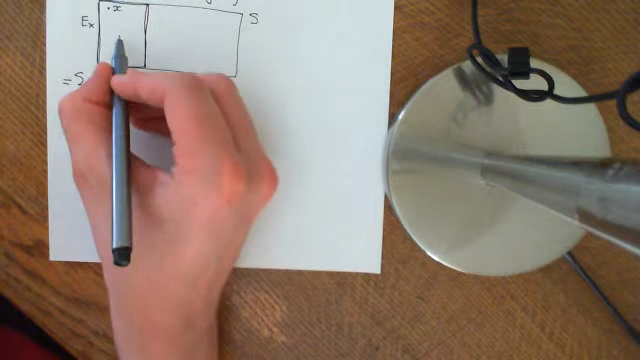 · x
S
Eₓ
= S